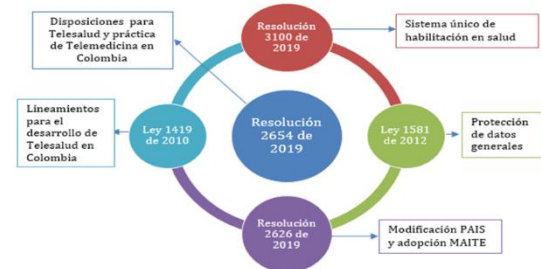 Disposiciones para
Telesalud y práctica
de Telemedicina en
Colombia
Resolución
3100 de
2019
Sistema único de
habilitación en salud
Lineamientos
para el
desarrollo de
Telesalud en
Colombia
Ley 1419
de 2010
Resolución
2654 de
2019
Ley 1581
de 2012
Protección
de datos
generales
Resolución
2626 de
2019
Modificación PAIS
y adopción MAITE